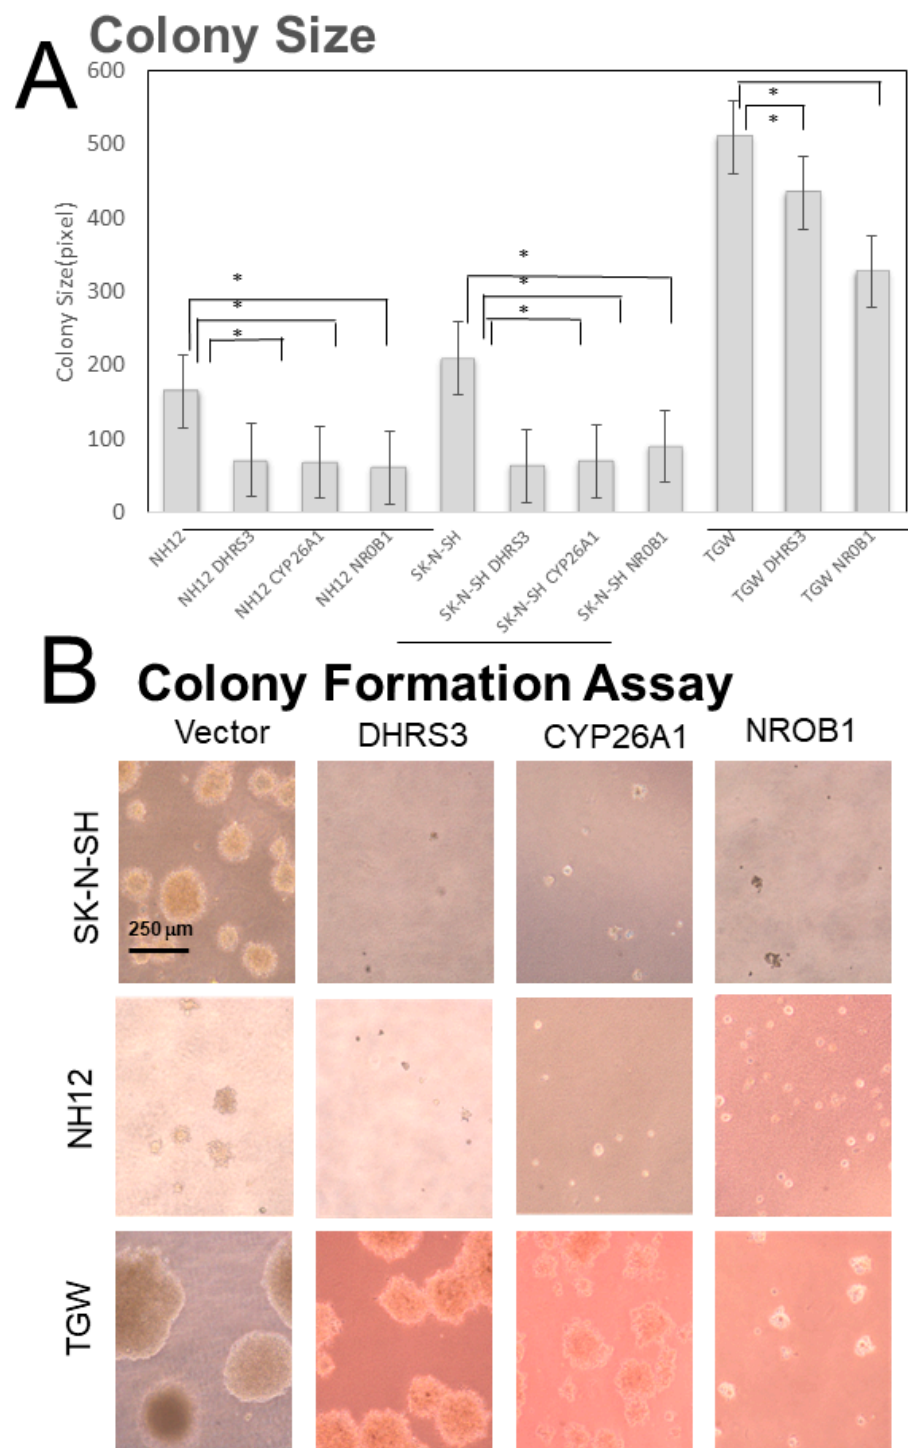 A
Colony Size
600
500
400
300
200
100
0
Colony Size(pixel)
*
*
*
*
*
*
*
*
NH12
NH12 DHRS3
NH12 CYP26A1
NH12 NR0B1
SK-N-SH
SK-N-SH DHRS3
SK-N-SH CYP26A1
SK-N-SH NR0B1
TGW
TGW DHRS3
TGW NR0B1
B
Colony Formation Assay
Vector DHRS3 CYP26A1 NROB1
SK-N-SH
250 μm
NH12
TGW